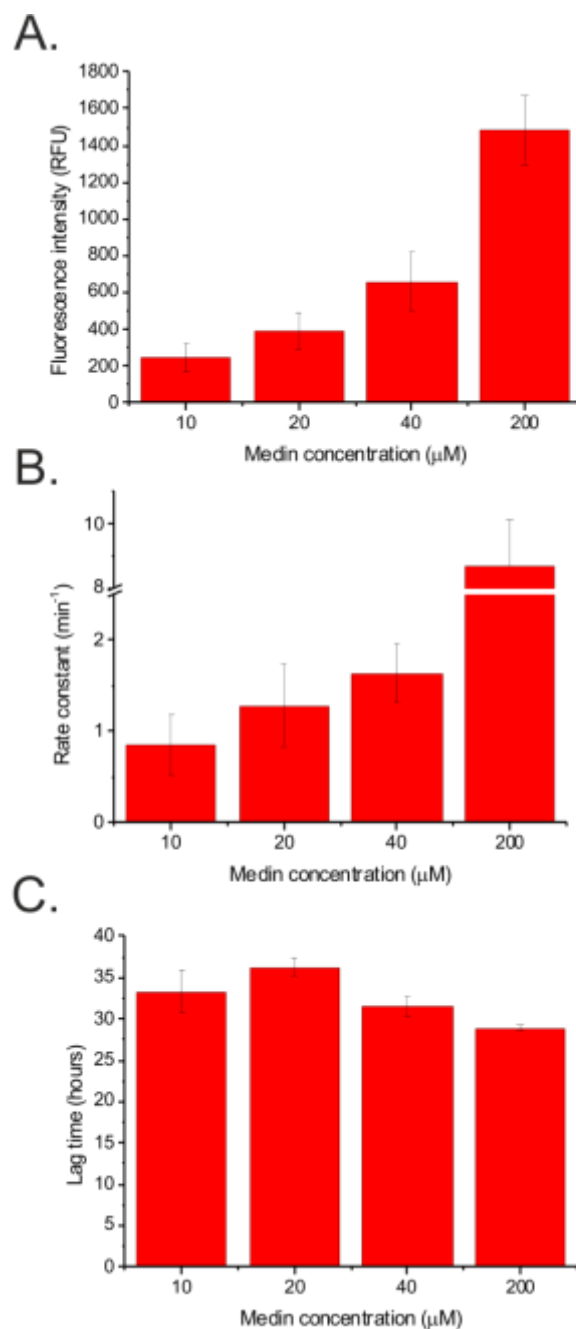 A.
1800
1600
1400
1200
1000
800
600
400
200
0
Fluorescence intensity (RFU)
10 20 40 200
Medin concentration (μM)
B.
10
8
2
1
0
Rate constant (min⁻¹)
10 20 40 200
Medin concentration (μM)
C.
40
35
30
25
20
15
10
5
0
Lag time (hours)
10 20 40 200
Medin concentration (μM)